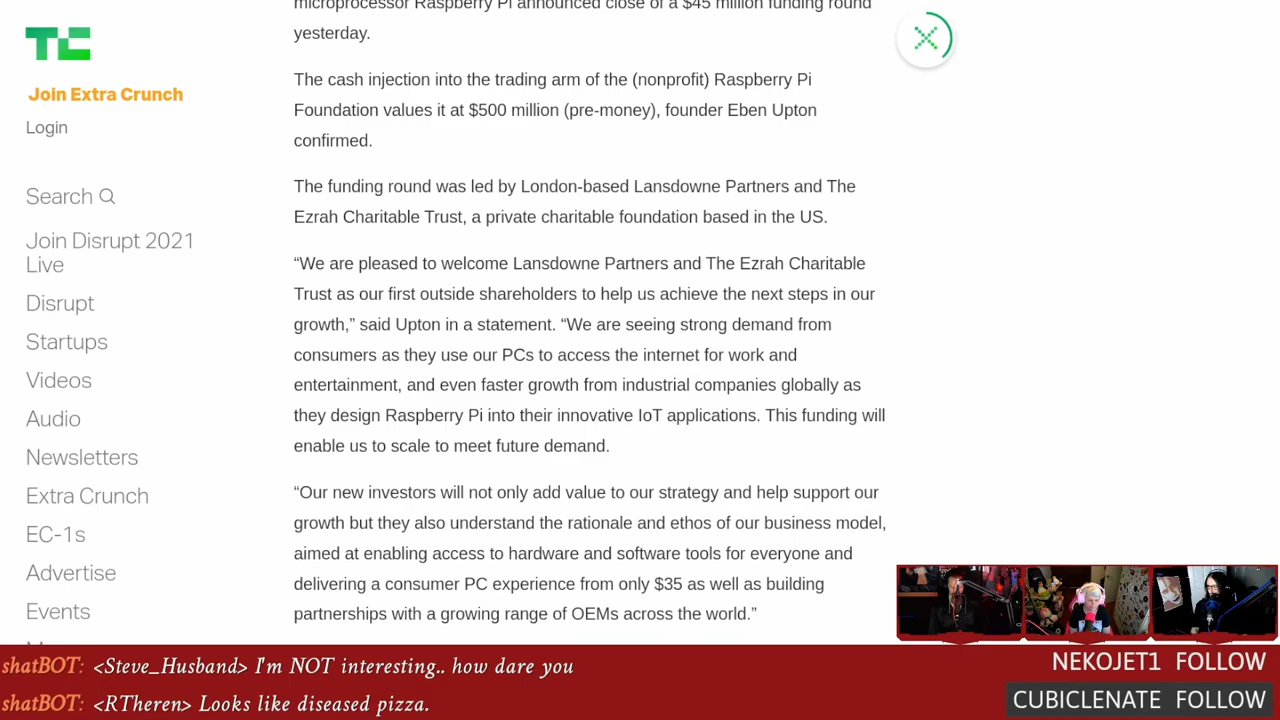 TC
Join Extra Crunch
Login
Search
Join Disrupt 2021
Live
Disrupt
Startups
Videos
Audio
Newsletters
Extra Crunch
EC-1s
Advertise
Events
microprocessor Raspberry Pi announced close of a $45 million funding round
yesterday.
The cash injection into the trading arm of the (nonprofit) Raspberry Pi
Foundation values it at $500 million (pre-money), founder Eben Upton
confirmed.
The funding round was led by London-based Lansdowne Partners and The
Ezrah Charitable Trust, a private charitable foundation based in the US.
“We are pleased to welcome Lansdowne Partners and The Ezrah Charitable
Trust as our first outside shareholders to help us achieve the next steps in our
growth,” said Upton in a statement. “We are seeing strong demand from
consumers as they use our PCs to access the internet for work and
entertainment, and even faster growth from industrial companies globally as
they design Raspberry Pi into their innovative IoT applications. This funding will
enable us to scale to meet future demand.
“Our new investors will not only add value to our strategy and help support our
growth but they also understand the rationale and ethos of our business model,
aimed at enabling access to hardware and software tools for everyone and
delivering a consumer PC experience from only $35 as well as building
partnerships with a growing range of OEMs across the world.”
shatBOT: <Steve_Husband> I'm NOT interesting.. how dare you
shatBOT: <RTheren> Looks like diseased pizza.
NEKOJET1 FOLLOW
CUBICLENATE FOLLOW